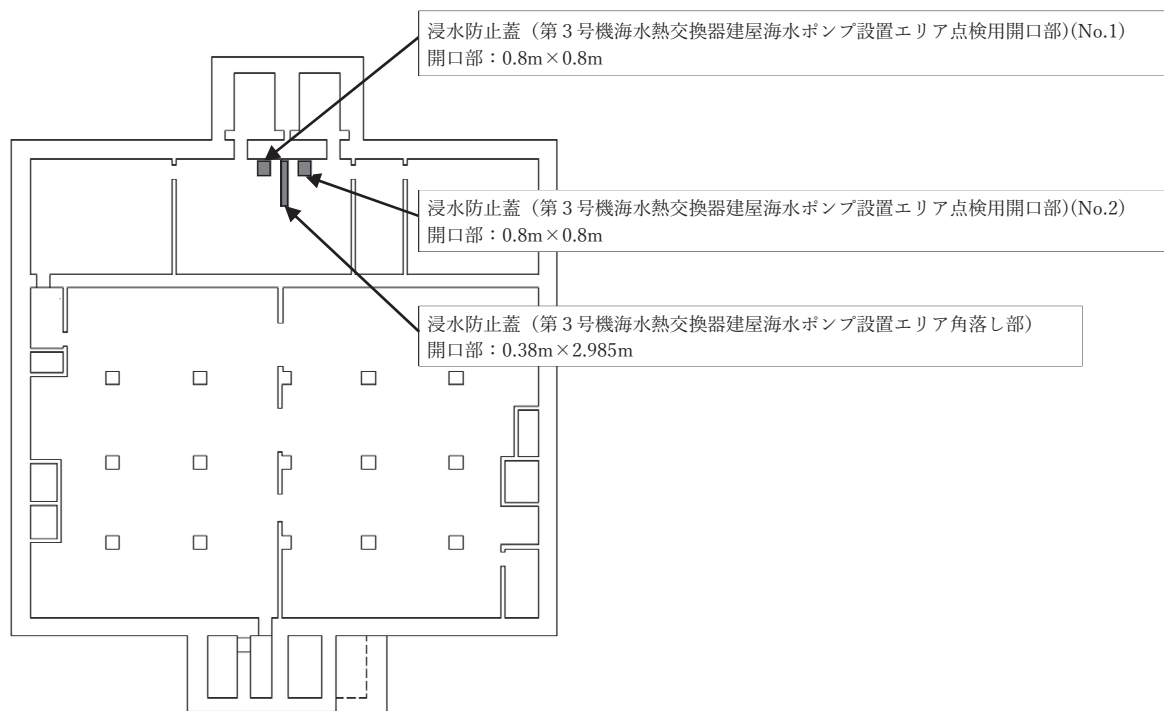 浸水防止蓋（第３号機海水熱交換器建屋海水ポンプ設置エリア点検用開口部)(No.1)
開口部：0.8m×0.8m
浸水防止蓋（第３号機海水熱交換器建屋海水ポンプ設置エリア点検用開口部)(No.2)
開口部：0.8m×0.8m
浸水防止蓋（第３号機海水熱交換器建屋海水ポンプ設置エリア角落し部）
開口部：0.38m×2.985m